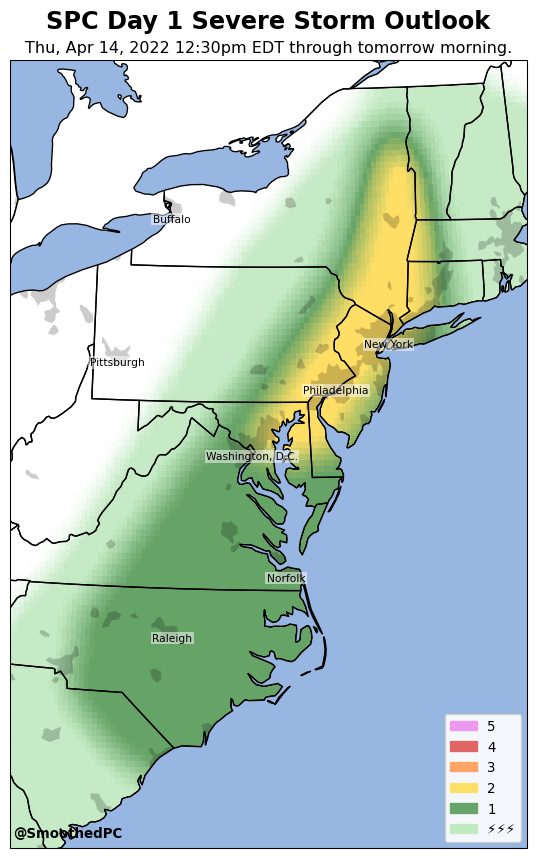 SPC Day 1 Severe Storm Outlook
Thu, Apr 14, 2022 12:30pm EDT through tomorrow morning.
Buffalo
New York
Pittsburgh
Philadelphia
Washington, D.C.
Norfolk
Raleigh
5
4
3
2
1
⚡⚡⚡
@SmoothedPC